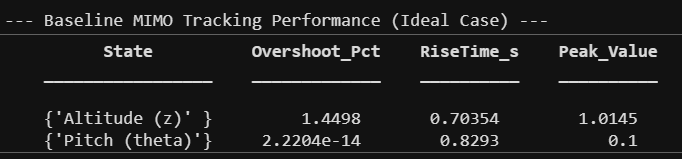 --- Baseline MIMO Tracking Performance (Ideal Case) ---
State Overshoot_Pct RiseTime_s Peak_Value
{'Altitude (z)' } 1.4498 0.70354 1.0145
{'Pitch (theta)'} 2.2204e-14 0.8293 0.1